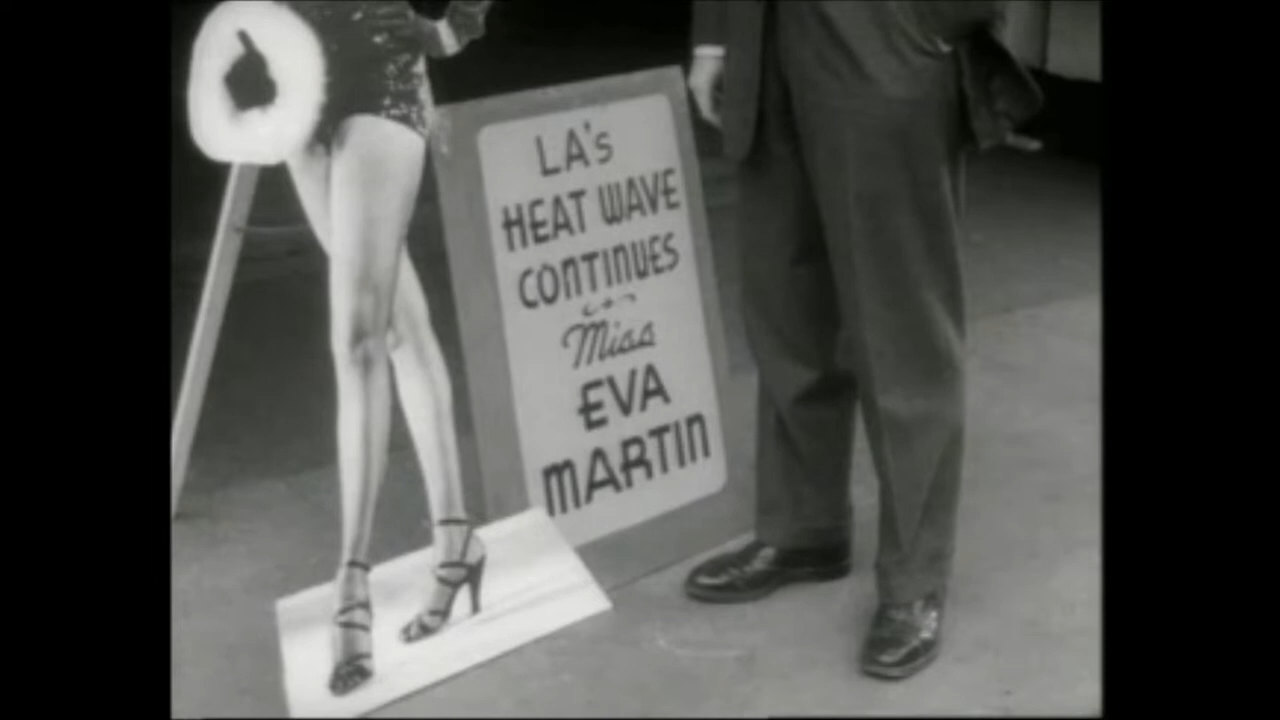 LA's
HEAT WAVE
CONTINUES
Miss
EVA
MARTIN